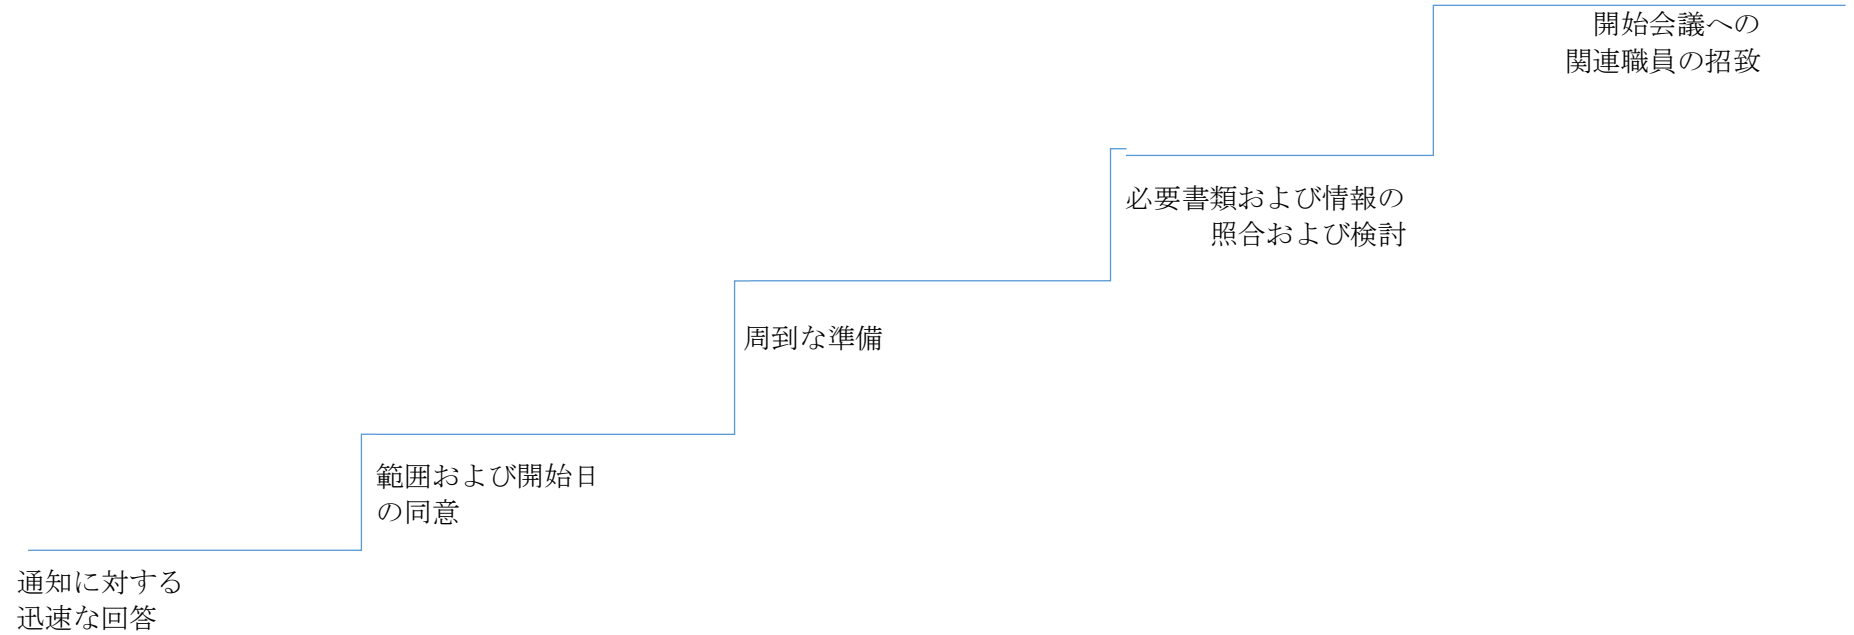 開始会議への
関連職員の招致
必要書類および情報の
照合および検討
周到な準備
範囲および開始日
の同意
通知に対する
迅速な回答